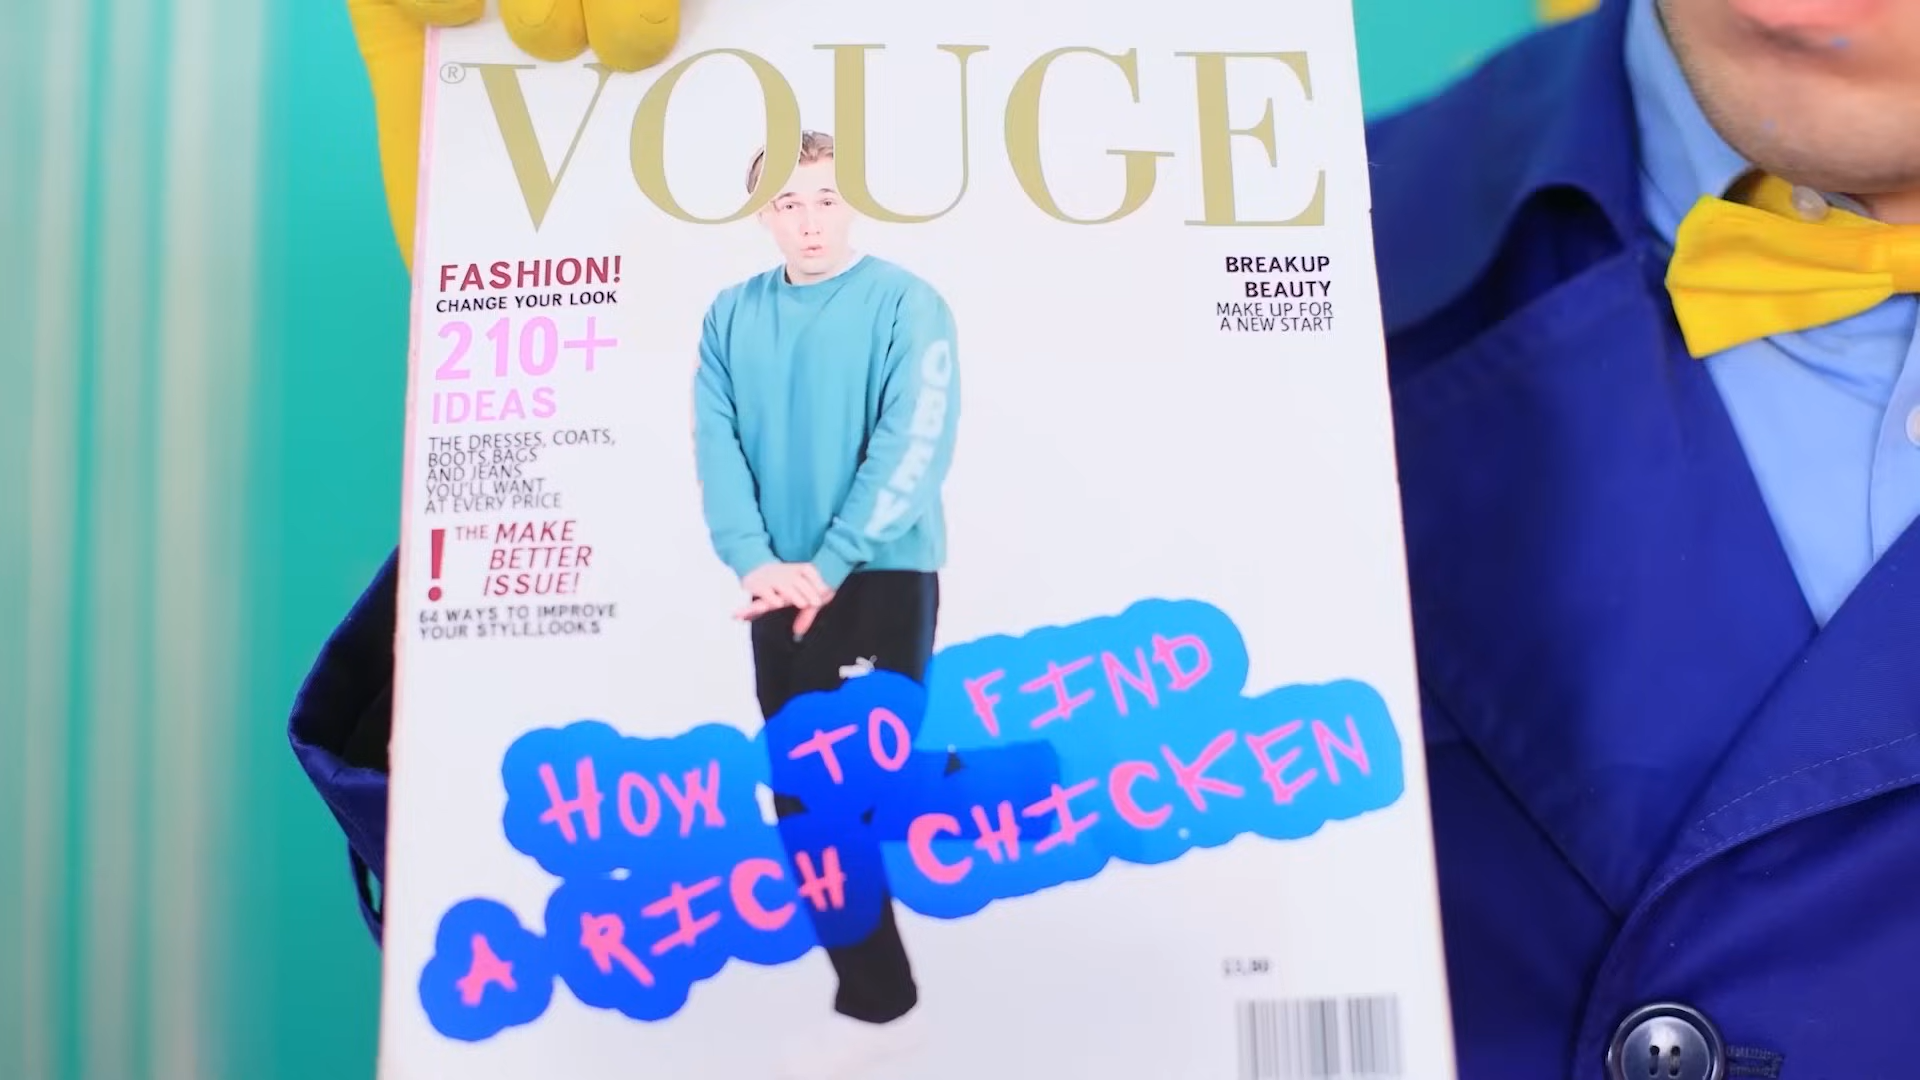 ® VOUGE
FASHION!
CHANGE YOUR LOOK
210+
IDEAS
THE DRESSES, COATS,
BOOTS,BAGS
AND JEANS
YOU'LL WANT
AT EVERY PRICE
! THE MAKE
BETTER
ISSUE!
64 WAYS TO IMPROVE
YOUR STYLE,LOOKS
BREAKUP
BEAUTY
MAKE UP FOR
A NEW START
HOW TO FIND
A RICH CHICKEN